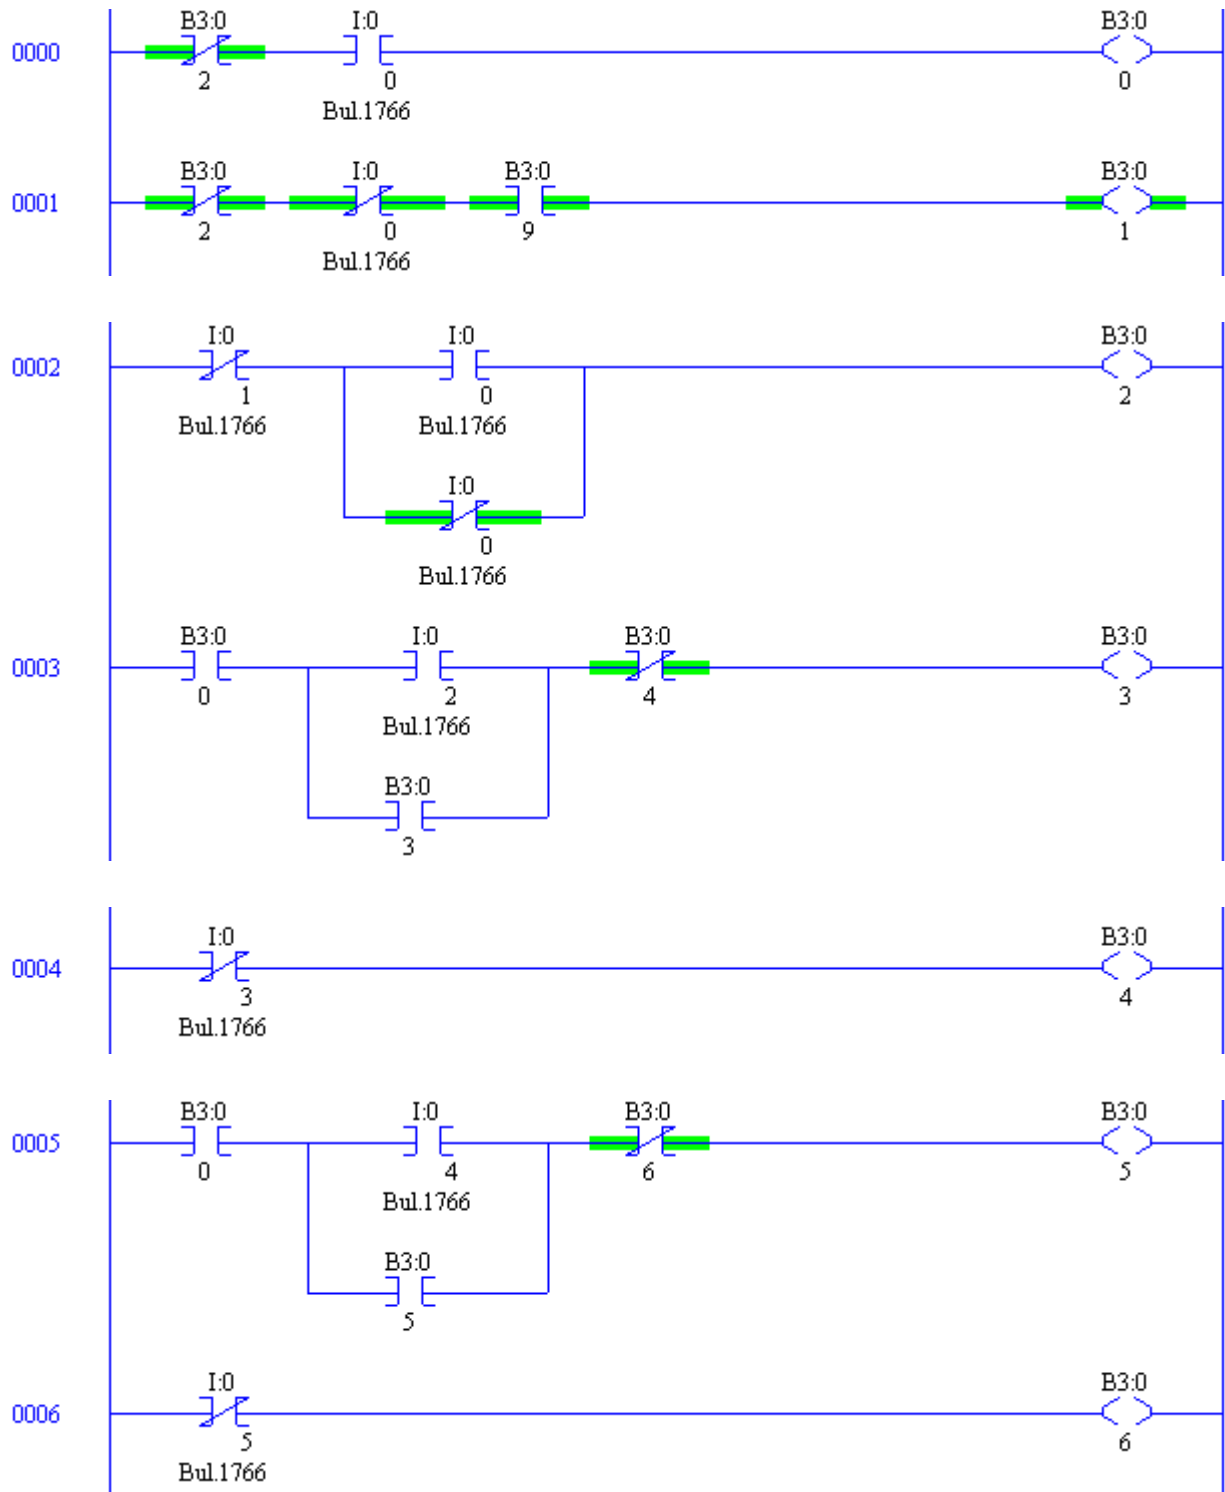 B3:0 I:0 B3:0
0000
2 0 0
Bul.1766
B3:0 I:0 B3:0 B3:0
0001
2 0 9 1
Bul.1766
I:0 I:0 B3:0
0002
1 0 2
Bul.1766 Bul.1766
I:0
0
Bul.1766
B3:0 I:0 B3:0 B3:0
0003
0 2 4 3
Bul.1766
B3:0
3
I:0 B3:0
0004
3 4
Bul.1766
B3:0 I:0 B3:0 B3:0
0005
0 4 6 5
Bul.1766
B3:0
5
I:0 B3:0
0006
5 6
Bul.1766